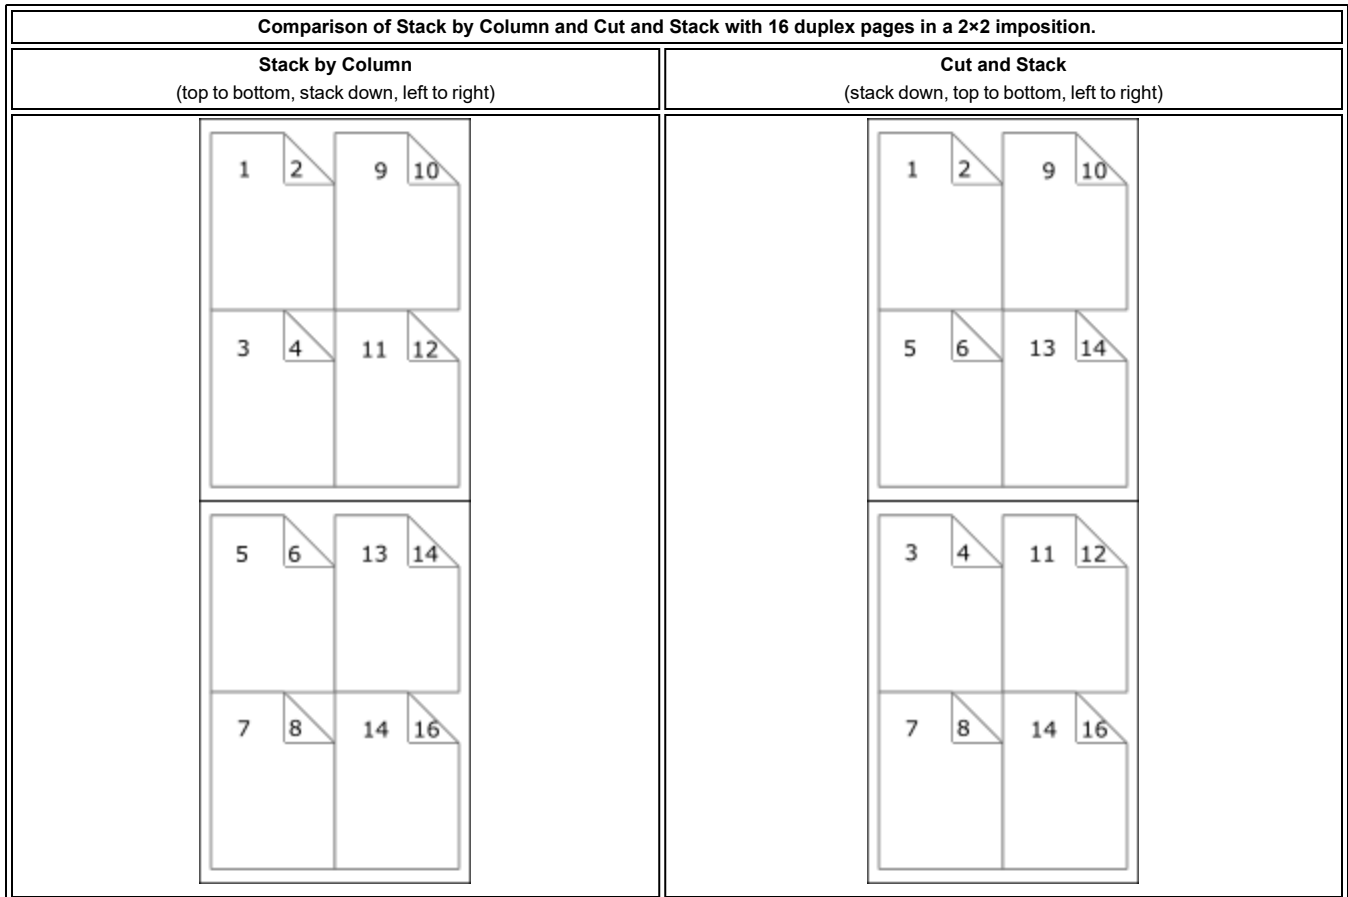 Comparison of Stack by Column and Cut and Stack with 16 duplex pages in a 2×2 imposition.
Stack by Column
(top to bottom, stack down, left to right)
Cut and Stack
(stack down, top to bottom, left to right)
1 2 9 10
3 4 11 12
5 6 13 14
7 8 14 16
1 2 9 10
5 6 13 14
3 4 11 12
7 8 14 16